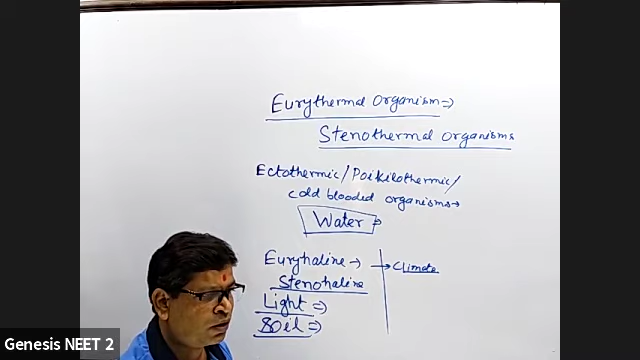 Eurythermal Organism ⇒
Stenothermal organisms
Ectothermic/Poikilothermic/
cold blooded organisms→
Water ⇒
Euryhaline →
→ Climate
Stenohaline
Light ⇒
Soil ⇒
Genesis NEET 2